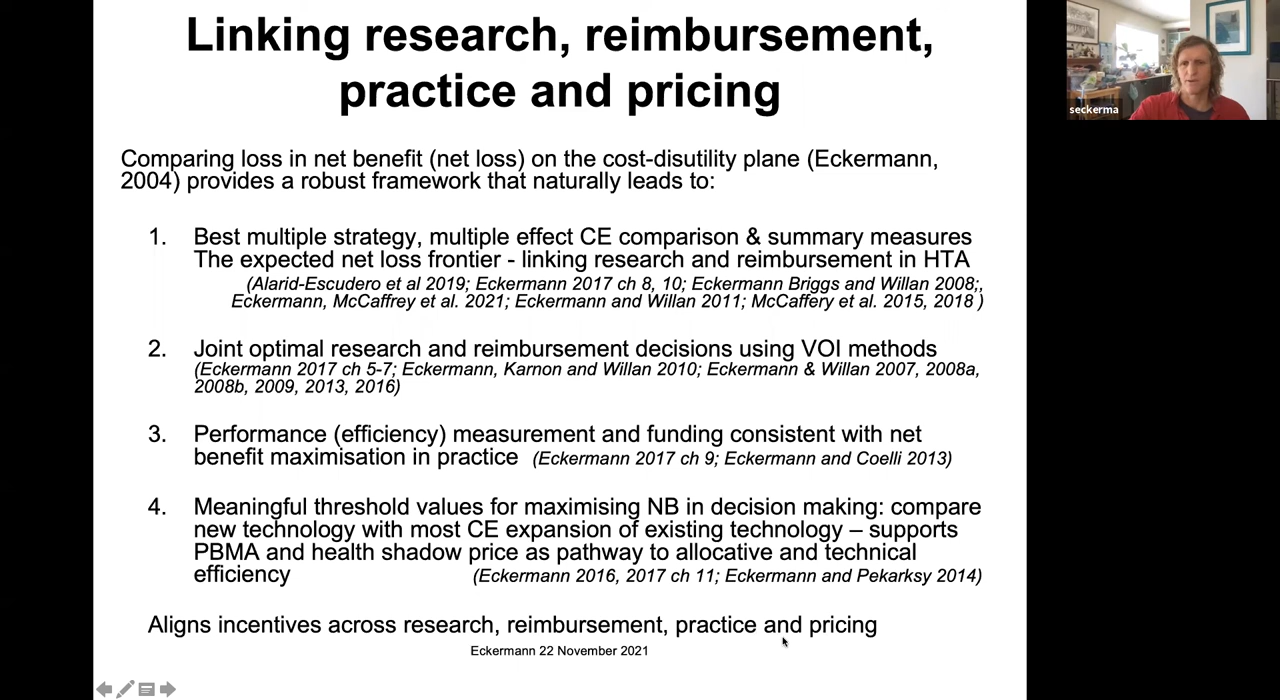 Linking research, reimbursement,
practice and pricing
Comparing loss in net benefit (net loss) on the cost-disutility plane (Eckermann,
2004) provides a robust framework that naturally leads to:
1. Best multiple strategy, multiple effect CE comparison & summary measures
The expected net loss frontier - linking research and reimbursement in HTA
(Alarid-Escudero et al 2019; Eckermann 2017 ch 8, 10; Eckermann Briggs and Willan 2008;,
Eckermann, McCaffrey et al. 2021; Eckermann and Willan 2011; McCaffery et al. 2015, 2018 )
2. Joint optimal research and reimbursement decisions using VOI methods
(Eckermann 2017 ch 5-7; Eckermann, Karnon and Willan 2010; Eckermann & Willan 2007, 2008a,
2008b, 2009, 2013, 2016)
3. Performance (efficiency) measurement and funding consistent with net
benefit maximisation in practice (Eckermann 2017 ch 9; Eckermann and Coelli 2013)
4. Meaningful threshold values for maximising NB in decision making: compare
new technology with most CE expansion of existing technology – supports
PBMA and health shadow price as pathway to allocative and technical
efficiency (Eckermann 2016, 2017 ch 11; Eckermann and Pekarksy 2014)
Aligns incentives across research, reimbursement, practice and pricing
Eckermann 22 November 2021
seckerma